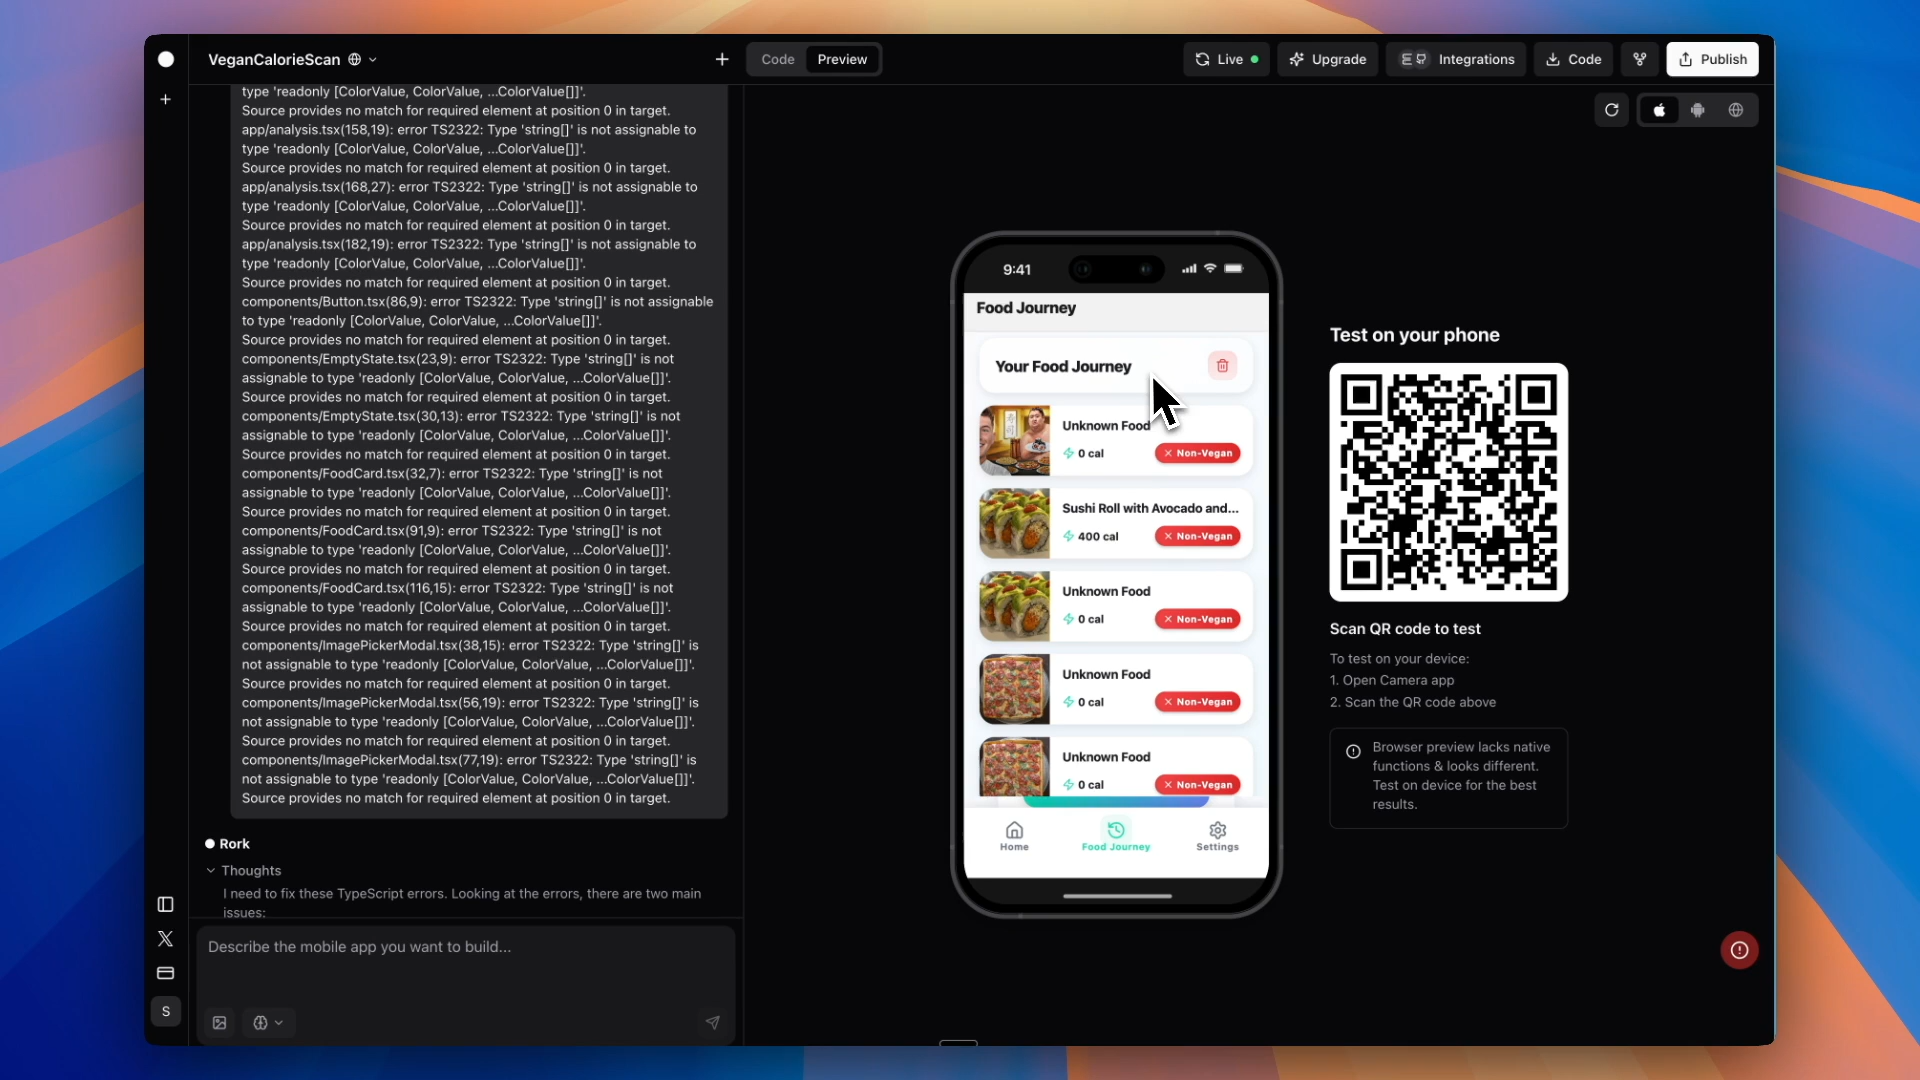 VeganCalorieScan
Code
Preview
Live
Upgrade
Integrations
Code
Publish
type 'readonly [ColorValue, ColorValue, ...ColorValue[]]'.
Source provides no match for required element at position 0 in target.
app/analysis.tsx(158,19): error TS2322: Type 'string[]' is not assignable to
type 'readonly [ColorValue, ColorValue, ...ColorValue[]]'.
Source provides no match for required element at position 0 in target.
app/analysis.tsx(168,27): error TS2322: Type 'string[]' is not assignable to
type 'readonly [ColorValue, ColorValue, ...ColorValue[]]'.
Source provides no match for required element at position 0 in target.
app/analysis.tsx(182,19): error TS2322: Type 'string[]' is not assignable to
type 'readonly [ColorValue, ColorValue, ...ColorValue[]]'.
Source provides no match for required element at position 0 in target.
components/Button.tsx(86,9): error TS2322: Type 'string[]' is not assignable
to type 'readonly [ColorValue, ColorValue, ...ColorValue[]]'.
Source provides no match for required element at position 0 in target.
components/EmptyState.tsx(23,9): error TS2322: Type 'string[]' is not
assignable to type 'readonly [ColorValue, ColorValue, ...ColorValue[]]'.
Source provides no match for required element at position 0 in target.
components/EmptyState.tsx(30,13): error TS2322: Type 'string[]' is not
assignable to type 'readonly [ColorValue, ColorValue, ...ColorValue[]]'.
Source provides no match for required element at position 0 in target.
components/FoodCard.tsx(32,7): error TS2322: Type 'string[]' is not
assignable to type 'readonly [ColorValue, ColorValue, ...ColorValue[]]'.
Source provides no match for required element at position 0 in target.
components/FoodCard.tsx(91,9): error TS2322: Type 'string[]' is not
assignable to type 'readonly [ColorValue, ColorValue, ...ColorValue[]]'.
Source provides no match for required element at position 0 in target.
components/FoodCard.tsx(116,15): error TS2322: Type 'string[]' is not
assignable to type 'readonly [ColorValue, ColorValue, ...ColorValue[]]'.
Source provides no match for required element at position 0 in target.
components/ImagePickerModal.tsx(38,15): error TS2322: Type 'string[]' is
not assignable to type 'readonly [ColorValue, ColorValue, ...ColorValue[]]'.
Source provides no match for required element at position 0 in target.
components/ImagePickerModal.tsx(56,19): error TS2322: Type 'string[]' is
not assignable to type 'readonly [ColorValue, ColorValue, ...ColorValue[]]'.
Source provides no match for required element at position 0 in target.
components/ImagePickerModal.tsx(77,19): error TS2322: Type 'string[]' is
not assignable to type 'readonly [ColorValue, ColorValue, ...ColorValue[]]'.
Source provides no match for required element at position 0 in target.
Rork
Thoughts
I need to fix these TypeScript errors. Looking at the errors, there are two main
issues:
Describe the mobile app you want to build...
S
9:41
Food Journey
Your Food Journey
Unknown Food
0 cal
Non-Vegan
Sushi Roll with Avocado and...
400 cal
Non-Vegan
Unknown Food
0 cal
Non-Vegan
Unknown Food
0 cal
Non-Vegan
Unknown Food
0 cal
Non-Vegan
Home
Food Journey
Settings
Test on your phone
Scan QR code to test
To test on your device:
1. Open Camera app
2. Scan the QR code above
Browser preview lacks native
functions & looks different.
Test on device for the best
results.